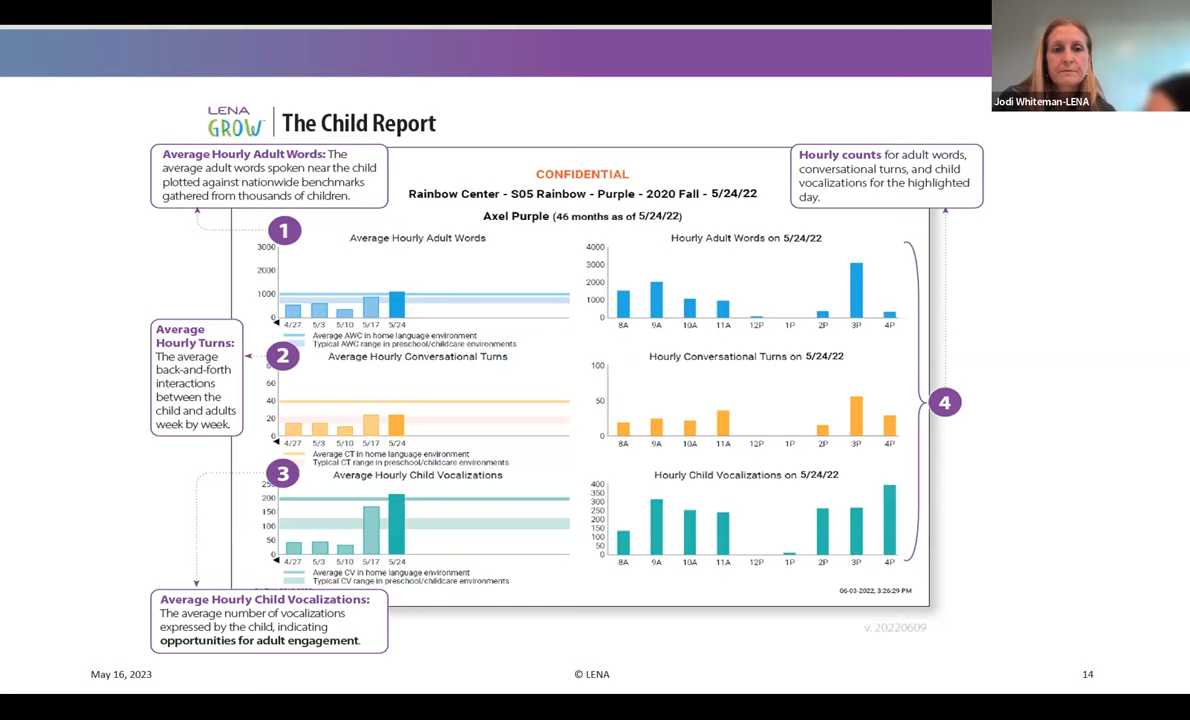 Jodi Whiteman-LENA
LENA
GROW™
The Child Report
Average Hourly Adult Words: The
average adult words spoken near the child
plotted against nationwide benchmarks
gathered from thousands of children.
CONFIDENTIAL
Rainbow Center - S05 Rainbow - Purple - 2020 Fall - 5/24/22
Axel Purple (46 months as of 5/24/22)
Hourly counts for adult words,
conversational turns, and child
vocalizations for the highlighted
day.
1
Average Hourly Adult Words
3000
2000
1000
0
4/27 5/3 5/10 5/17 5/24
Average AWC in home language environment
Typical AWC range in preschool/childcare environments
Hourly Adult Words on 5/24/22
4000
3000
2000
1000
0
8A 9A 10A 11A 12P 1P 2P 3P 4P
Average
Hourly Turns:
The average
back-and-forth
interactions
between the
child and adults
week by week.
2
Average Hourly Conversational Turns
60
40
20
0
4/27 5/3 5/10 5/17 5/24
Average CT in home language environment
Typical CT range in preschool/childcare environments
Hourly Conversational Turns on 5/24/22
100
50
0
8A 9A 10A 11A 12P 1P 2P 3P 4P
4
3
Average Hourly Child Vocalizations
200
150
100
50
0
4/27 5/3 5/10 5/17 5/24
Average CV in home language environment
Typical CV range in preschool/childcare environments
Hourly Child Vocalizations on 5/24/22
400
350
300
250
200
150
100
50
0
8A 9A 10A 11A 12P 1P 2P 3P 4P
06-03-2022, 3:26:29 PM
Average Hourly Child Vocalizations:
The average number of vocalizations
expressed by the child, indicating
opportunities for adult engagement.
v. 20220609
May 16, 2023
© LENA
14